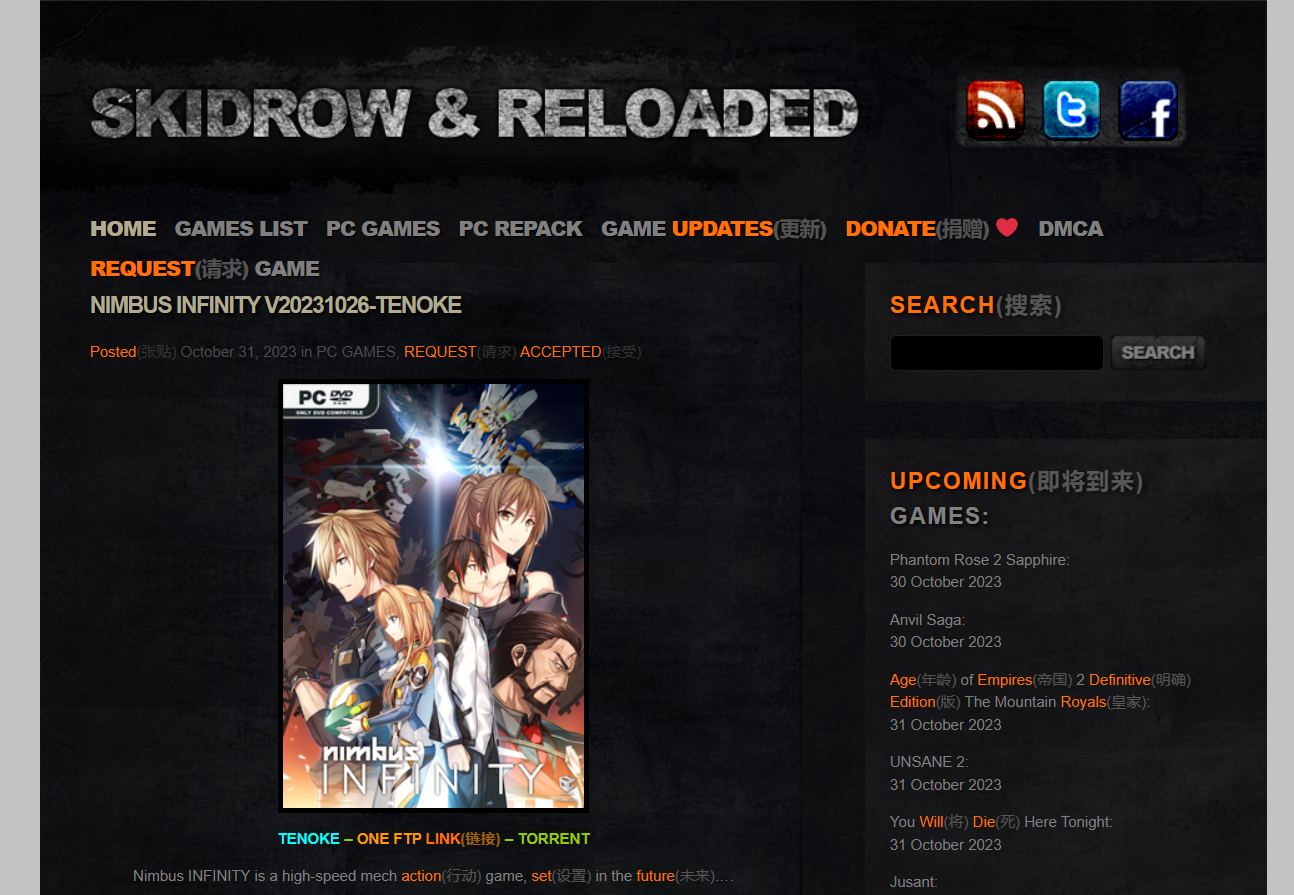 SKIDROW & RELOADED
HOME GAMES LIST PC GAMES PC REPACK GAME UPDATES(更新) DONATE(捐赠) ❤ DMCA
REQUEST(请求) GAME
NIMBUS INFINITY V20231026-TENOKE
Posted(张贴) October 31, 2023 in PC GAMES, REQUEST(请求) ACCEPTED(接受)
PC DVD
ONLY DVD COMPATIBLE
nimbus
INFINITY
TENOKE – ONE FTP LINK(链接) – TORRENT
Nimbus INFINITY is a high-speed mech action(行动) game, set(设置) in the future(未来)….
SEARCH(搜索)
SEARCH
UPCOMING(即将到来)
GAMES:
Phantom Rose 2 Sapphire:
30 October 2023
Anvil Saga:
30 October 2023
Age(年龄) of Empires(帝国) 2 Definitive(明确)
Edition(版) The Mountain Royals(皇家):
31 October 2023
UNSANE 2:
31 October 2023
You Will(将) Die(死) Here Tonight:
31 October 2023
Jusant: